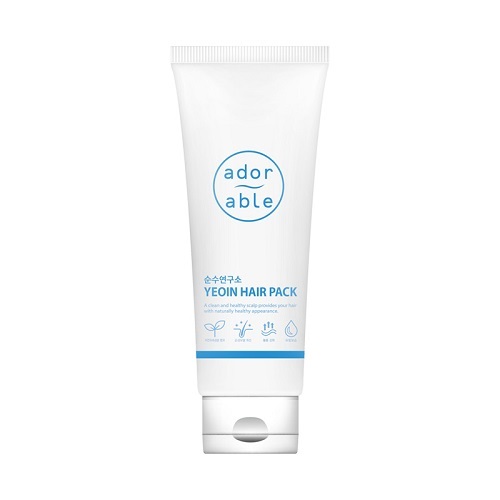 ador
able
순수연구소
YEOIN HAIR PACK
A clean and healthy scalp provides your hair
with naturally healthy appearance.